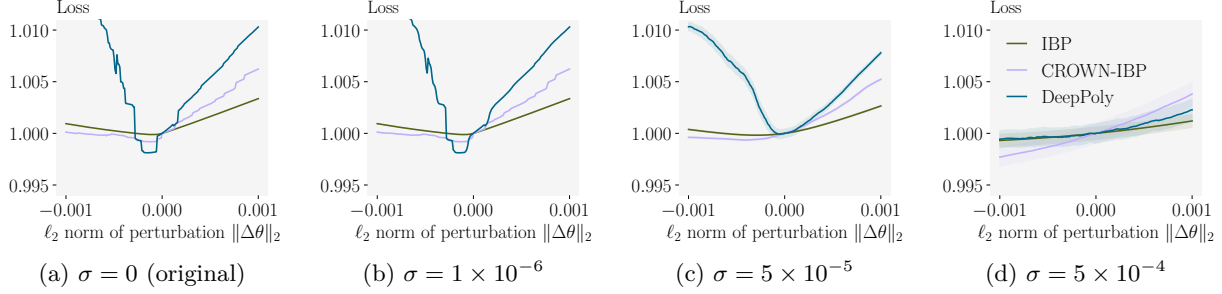 Loss
1.010
1.005
1.000
0.995
−0.001 0.000 0.001
ℓ₂ norm of perturbation ‖Δθ‖₂
(a) σ = 0 (original)
Loss
1.010
1.005
1.000
0.995
−0.001 0.000 0.001
ℓ₂ norm of perturbation ‖Δθ‖₂
(b) σ = 1 × 10⁻⁶
Loss
1.010
1.005
1.000
0.995
−0.001 0.000 0.001
ℓ₂ norm of perturbation ‖Δθ‖₂
(c) σ = 5 × 10⁻⁵
Loss
1.010
1.005
1.000
0.995
IBP
CROWN-IBP
DeepPoly
−0.001 0.000 0.001
ℓ₂ norm of perturbation ‖Δθ‖₂
(d) σ = 5 × 10⁻⁴